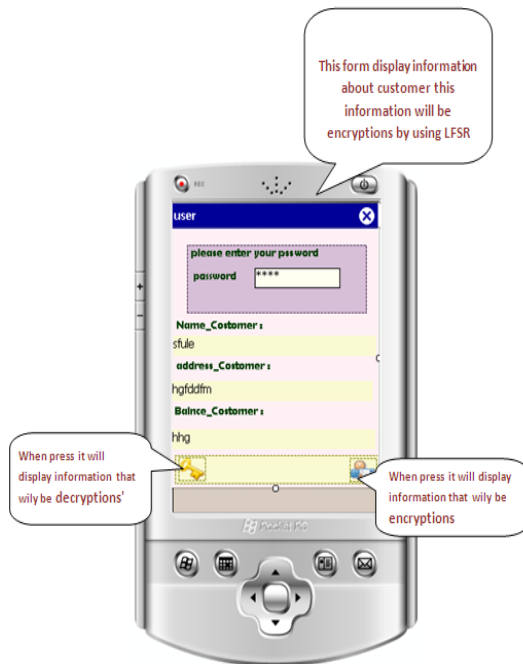 This form display information
about customer this
information will be
encryptions by using LFSR
REC
user
please enter your pssword
password ****
Name_Costomer :
sfule
address_Costomer :
hgfddfm
Balnce_Costomer :
hhg
When press it will
display information that
wily be decryptions'
When press it will display
information that wily be
encryptions
Pocket PC